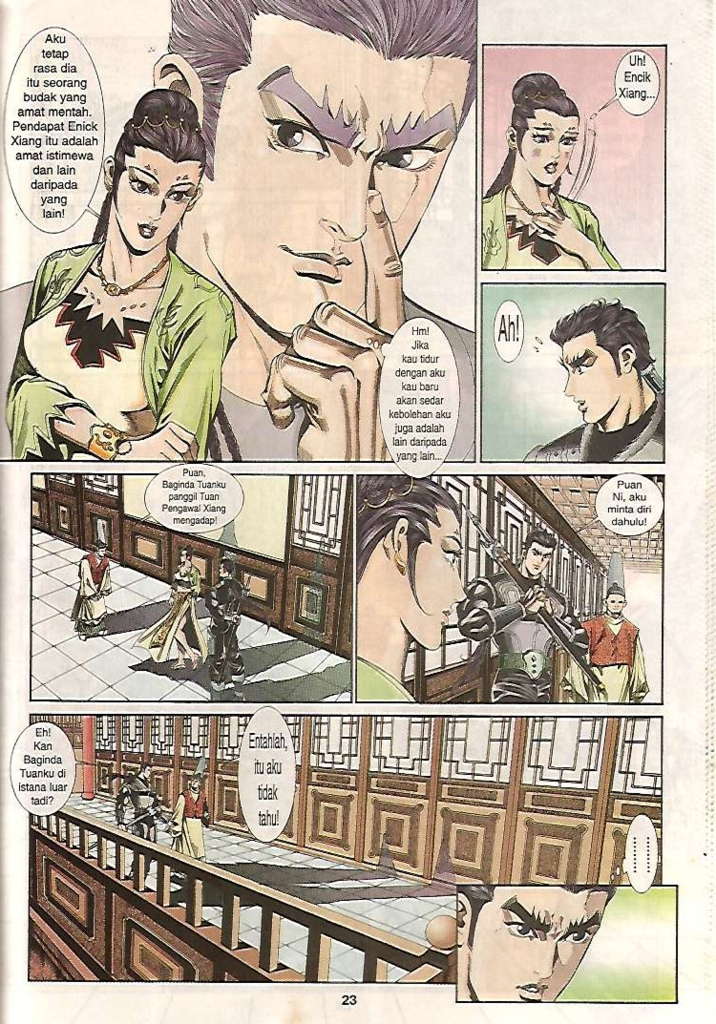 Aku
tetap
rasa dia
itu seorang
budak yang
amat mentah.
Pendapat Enick
Xiang itu adalah
amat istimewa
dan lain
daripada
yang
lain!
Hm!
Jika
kau tidur
dengan aku
kau baru
akan sedar
kebolehan aku
juga adalah
lain daripada
yang lain...
Uh!
Encik
Xiang...
Ah!
Puan,
Baginda Tuanku
panggil Tuan
Pengawal Xiang
mengadap!
Puan
Ni, aku
minta diri
dahulu!
Eh!
Kan
Baginda
Tuanku di
istana luar
tadi?
Entahlah,
itu aku
tidak
tahu!
23